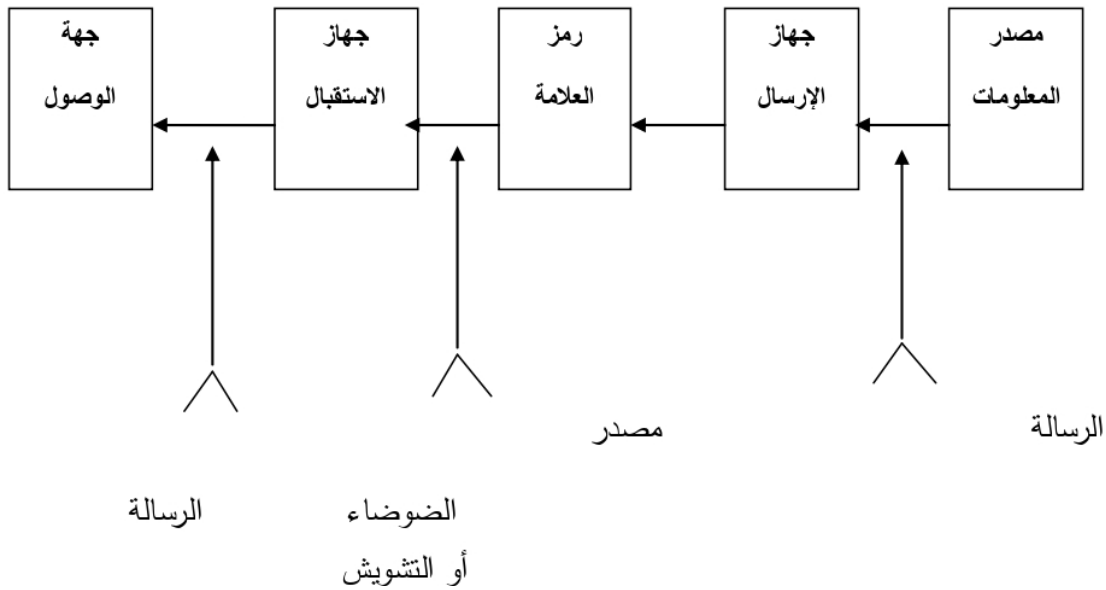 مصدر
المعلومات
جهاز
الإرسال
رمز
العلامة
جهاز
الاستقبال
جهة
الوصول
الرسالة
مصدر
الضوضاء
أو التشويش
الرسالة